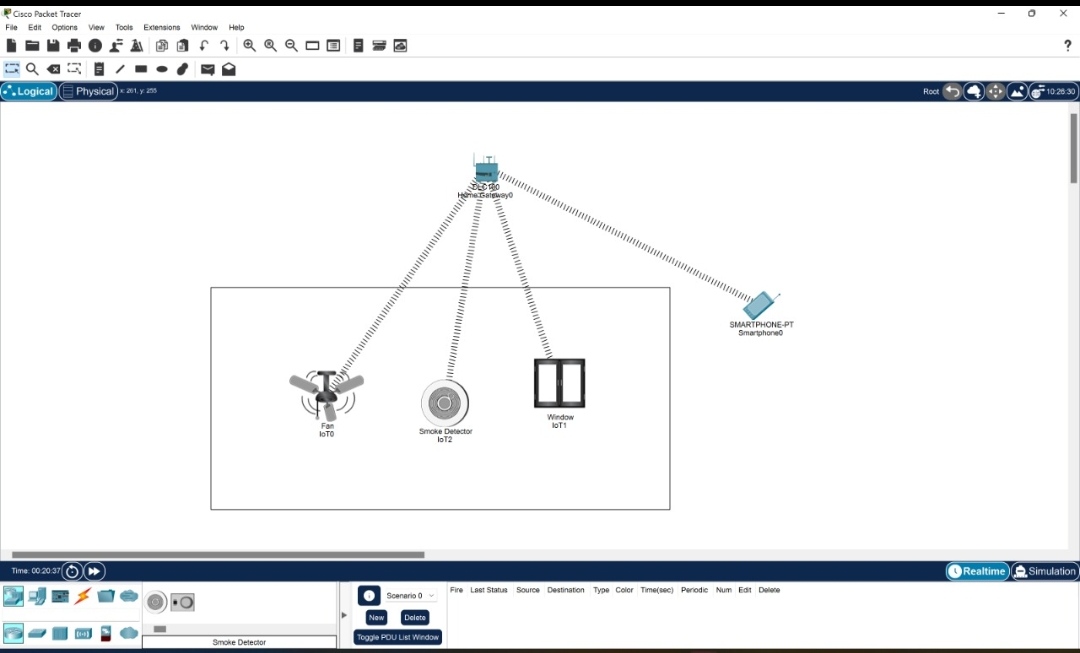 Cisco Packet Tracer
File Edit Options View Tools Extensions Window Help
Logical Physical x: 261, y: 255 Root 10:26:30
DLC100
Home Gateway0
SMARTPHONE-PT
Smartphone0
Fan
IoT0
Smoke Detector
IoT2
Window
IoT1
Time: 00:20:37 Realtime Simulation
Scenario 0 Fire Last Status Source Destination Type Color Time(sec) Periodic Num Edit Delete
New Delete
Toggle PDU List Window
Smoke Detector